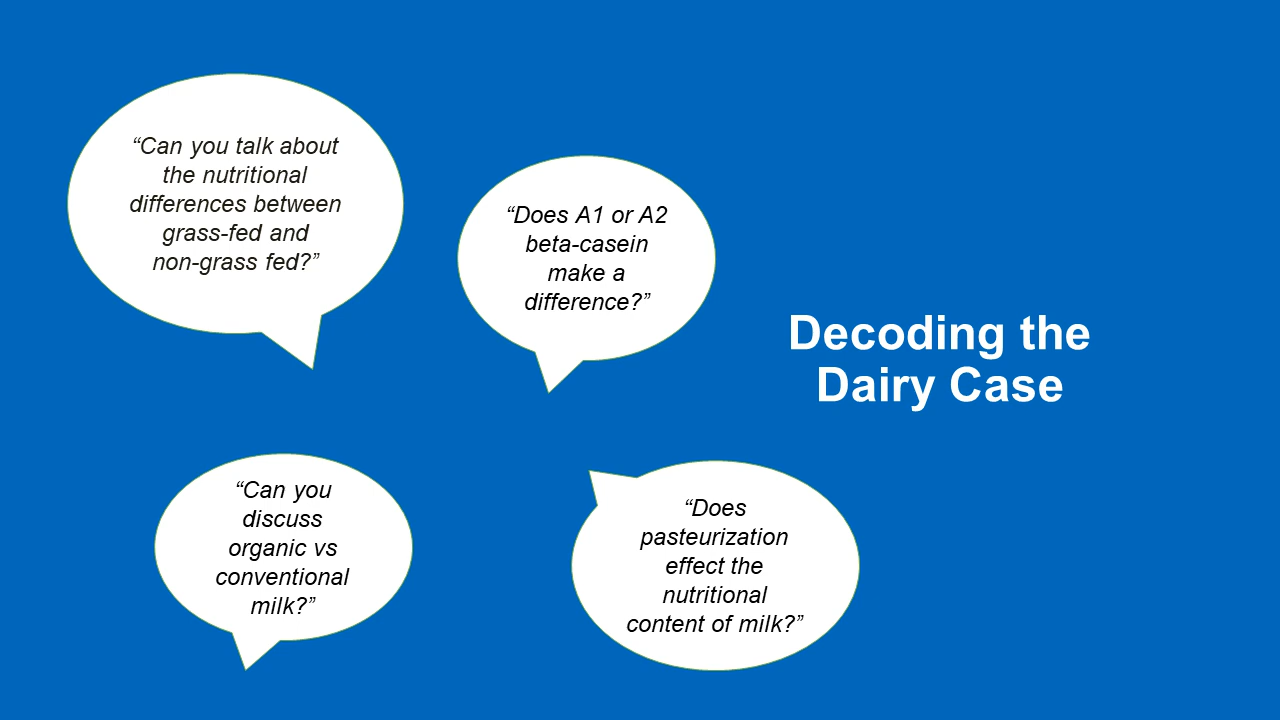 “Can you talk about
the nutritional
differences between
grass-fed and
non-grass fed?”
“Does A1 or A2
beta-casein
make a
difference?”
Decoding the
Dairy Case
“Can you
discuss
organic vs
conventional
milk?”
“Does
pasteurization
effect the
nutritional
content of milk?”